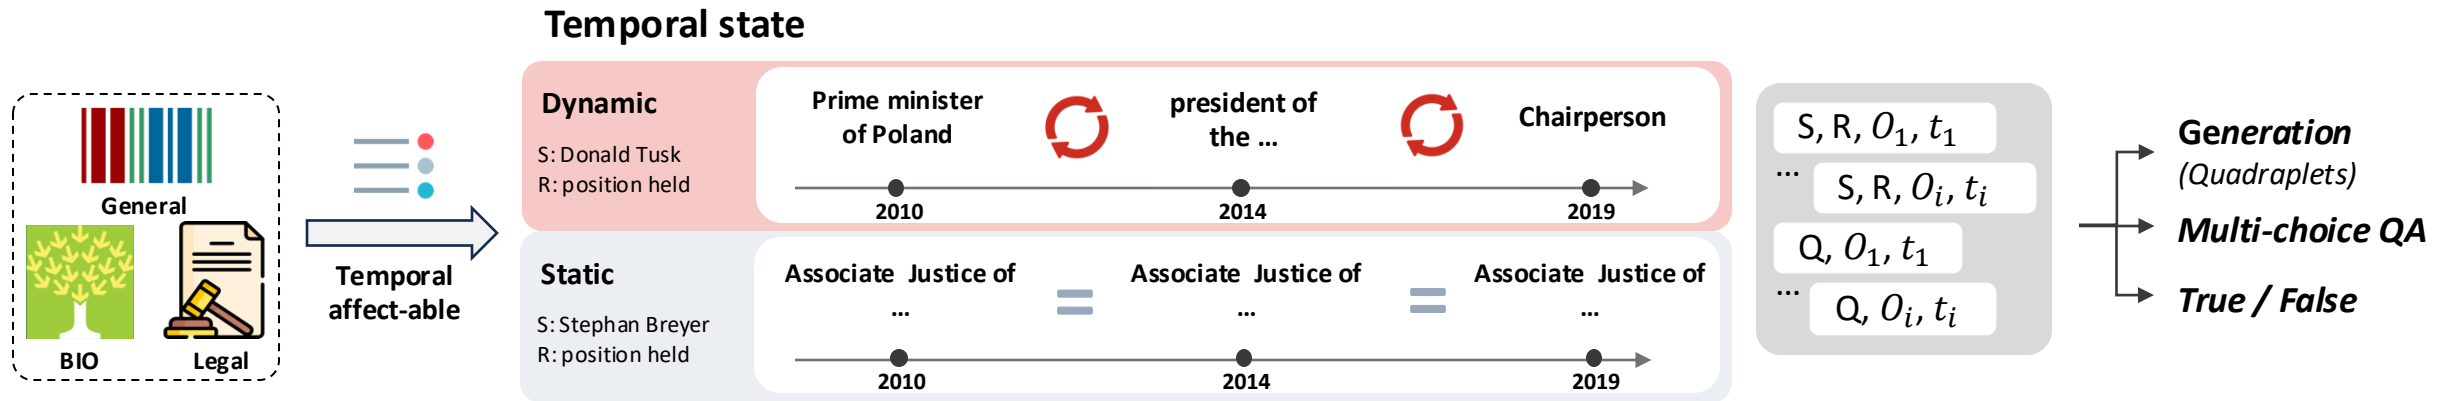 Temporal state
General
BIO
Legal
Temporal
affect-able
Dynamic
S: Donald Tusk
R: position held
Prime minister
of Poland
president of
the ...
Chairperson
2010
2014
2019
Static
S: Stephan Breyer
R: position held
Associate Justice of
...
Associate Justice of
...
Associate Justice of
...
2010
2014
2019
S, R, O₁, t₁
...
S, R, Oᵢ, tᵢ
Q, O₁, t₁
...
Q, Oᵢ, tᵢ
Generation
(Quadraplets)
Multi-choice QA
True / False